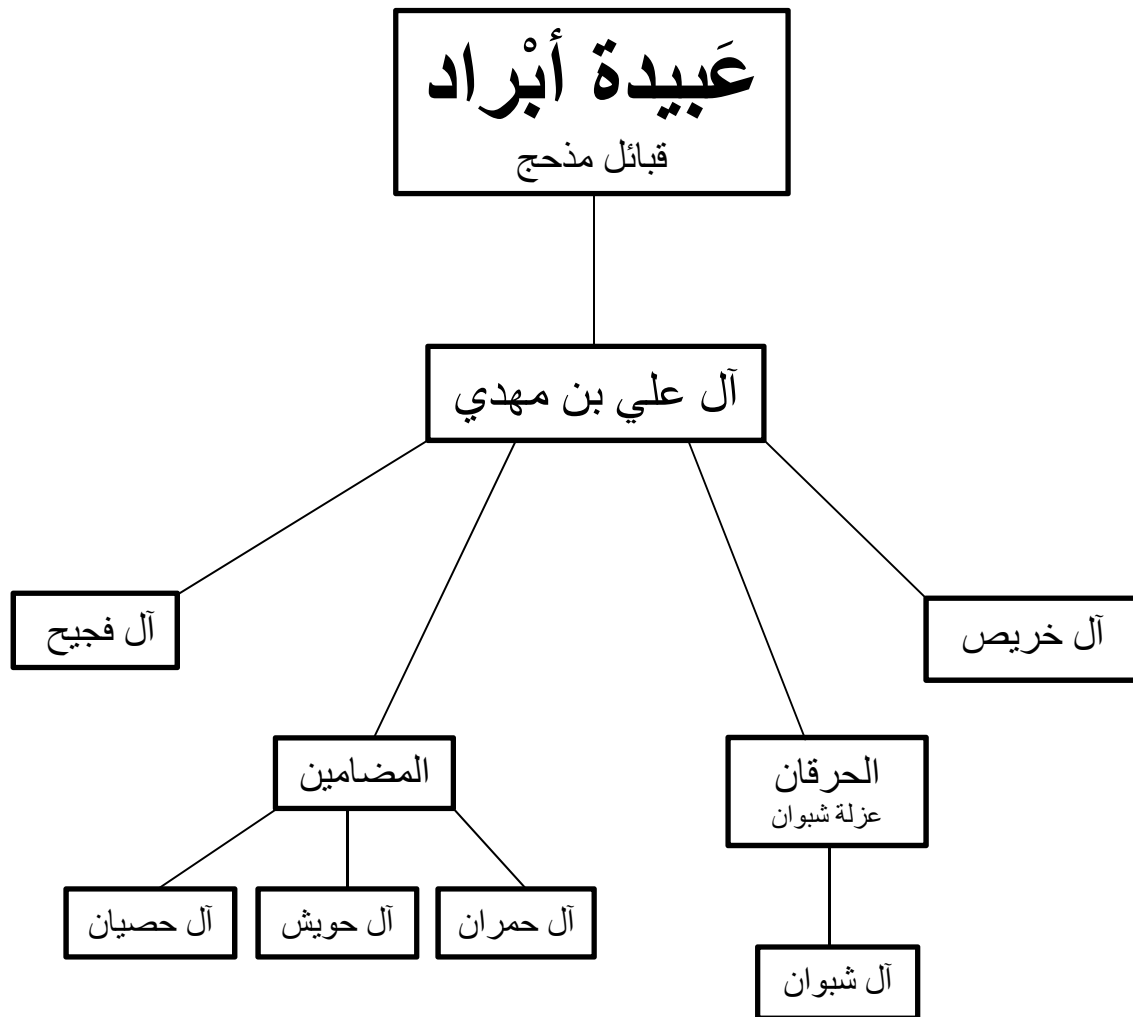 عَبيدة أبْراد
قبائل مذحج
آل علي بن مهدي
آل خريص
آل فجيح
الحرقان
عزلة شبوان
المضامين
آل حمران
آل حويش
آل حصيان
آل شبوان